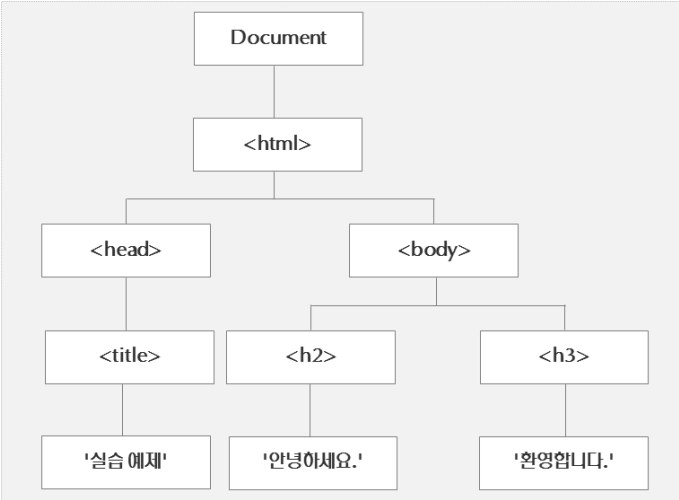 Document
<html>
<head>
<body>
<title>
<h2>
<h3>
'실습 예제'
'안녕하세요.'
'환영합니다.'